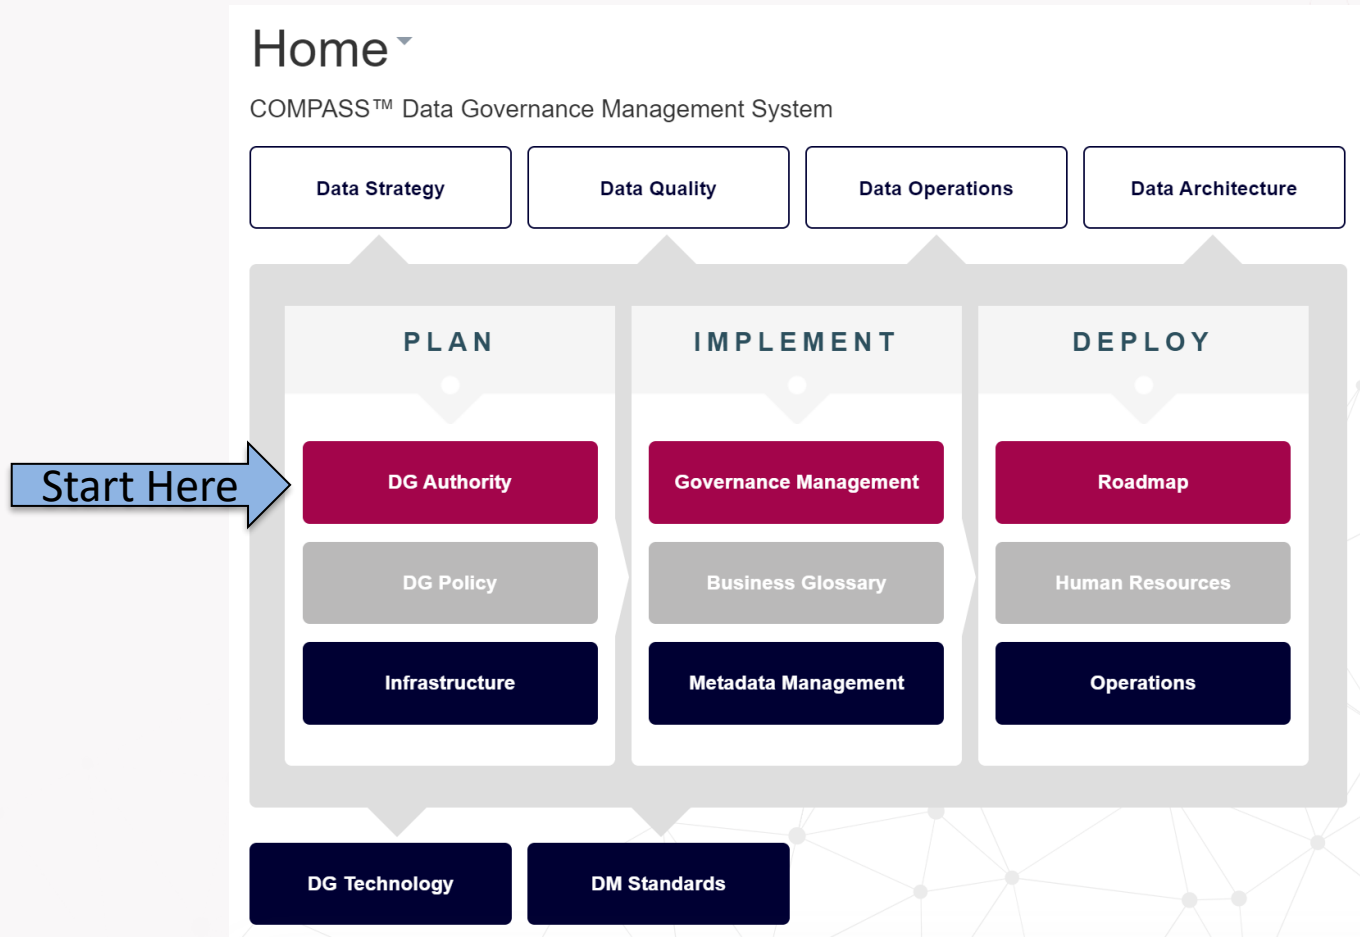 Home
COMPASS™ Data Governance Management System
Data Strategy
Data Quality
Data Operations
Data Architecture
PLAN
IMPLEMENT
DEPLOY
Start Here
DG Authority
Governance Management
Roadmap
DG Policy
Business Glossary
Human Resources
Infrastructure
Metadata Management
Operations
DG Technology
DM Standards